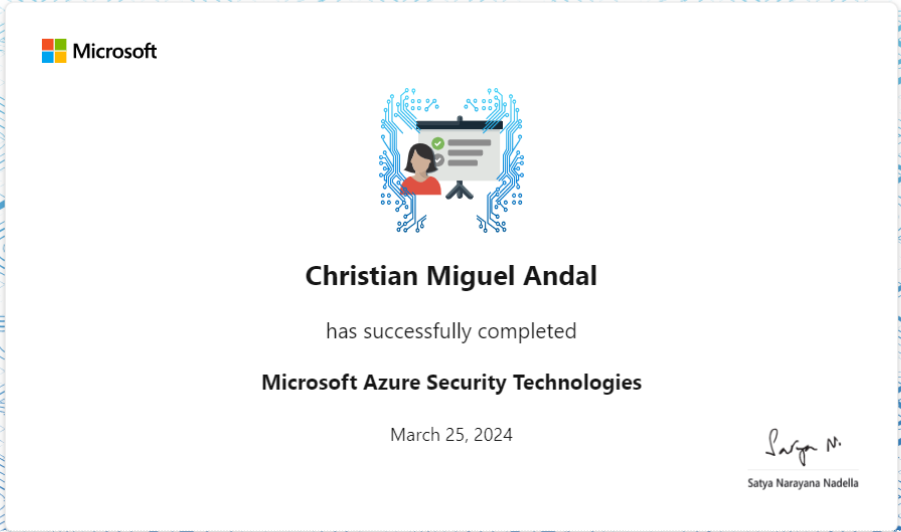 Microsoft
Christian Miguel Andal
has successfully completed
Microsoft Azure Security Technologies
March 25, 2024
Satya N.
Satya Narayana Nadella